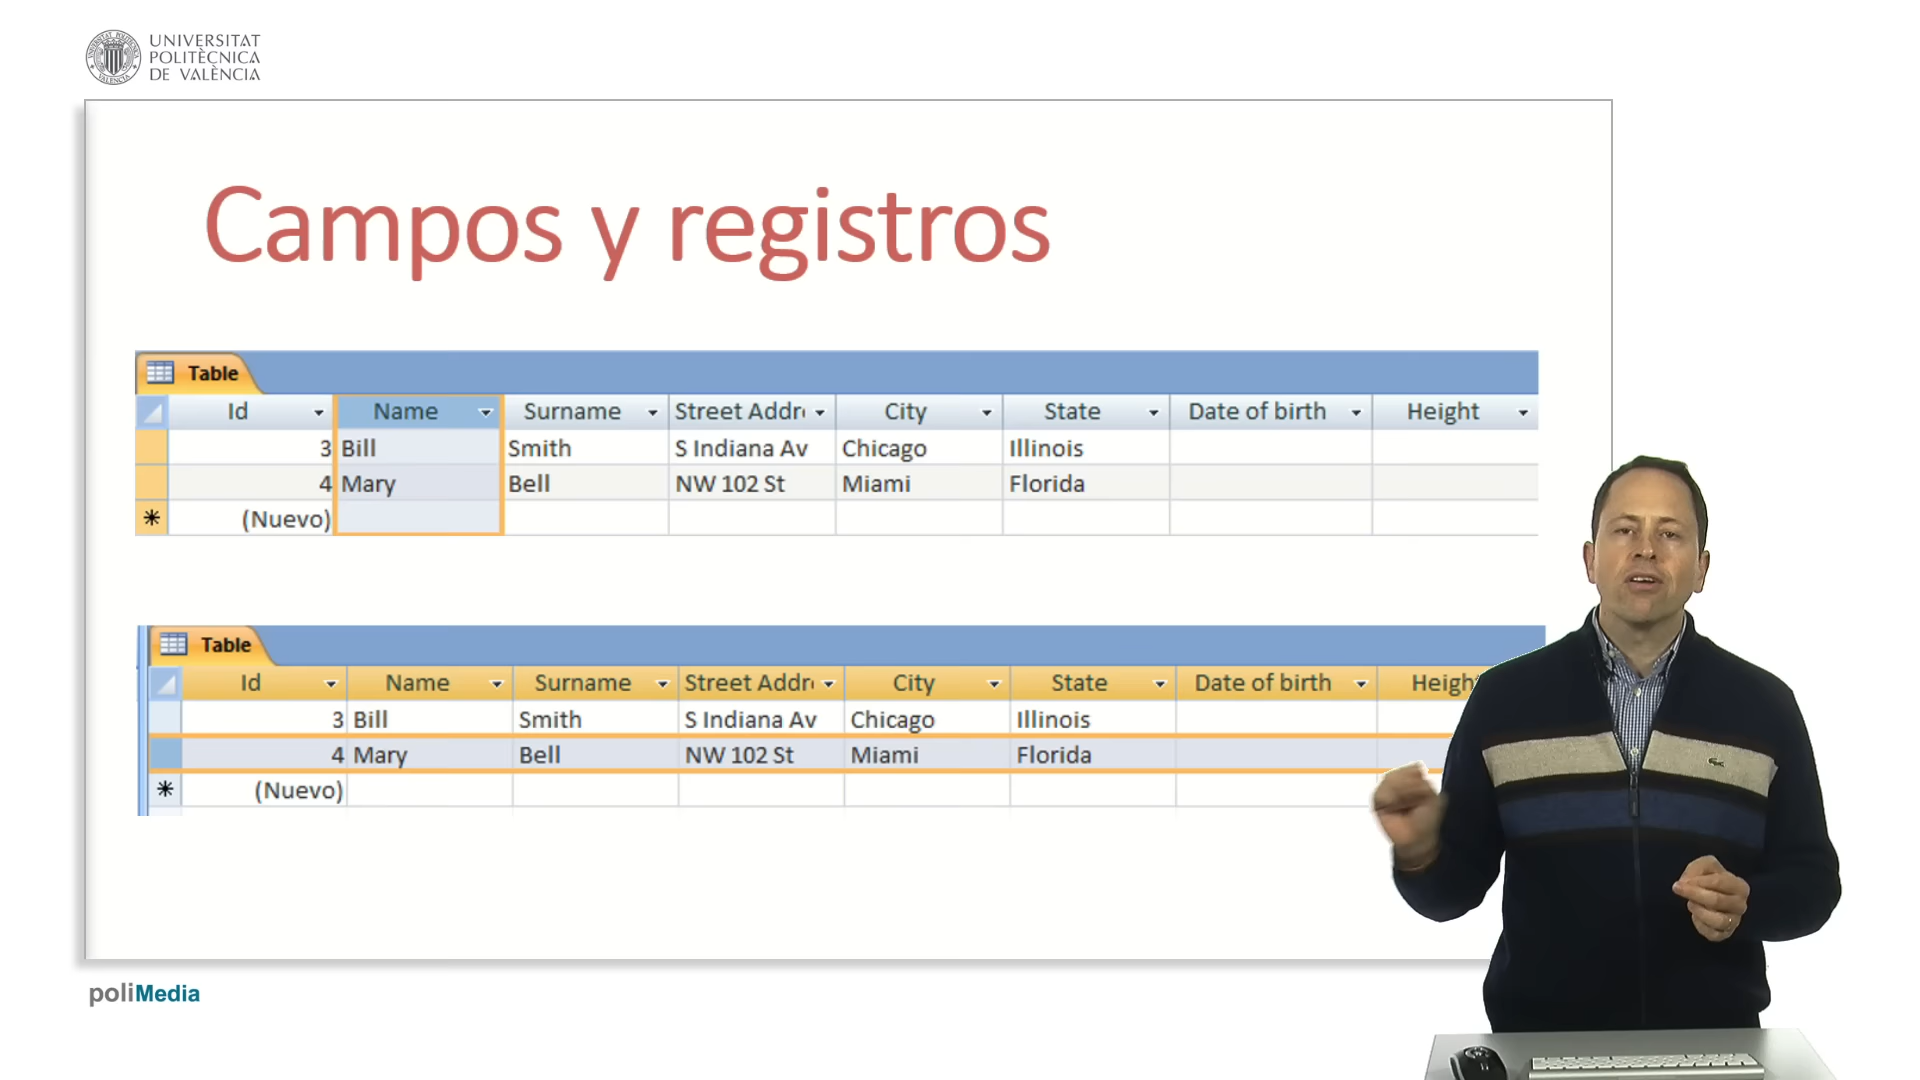 UNIVERSITAT
POLITÈCNICA
DE VALÈNCIA
Campos y registros
Table
Id Name Surname Street Addr City State Date of birth Height
3 Bill Smith S Indiana Av Chicago Illinois
4 Mary Bell NW 102 St Miami Florida
* (Nuevo)
Table
Id Name Surname Street Addr City State Date of birth Heigh
3 Bill Smith S Indiana Av Chicago Illinois
4 Mary Bell NW 102 St Miami Florida
* (Nuevo)
poliMedia